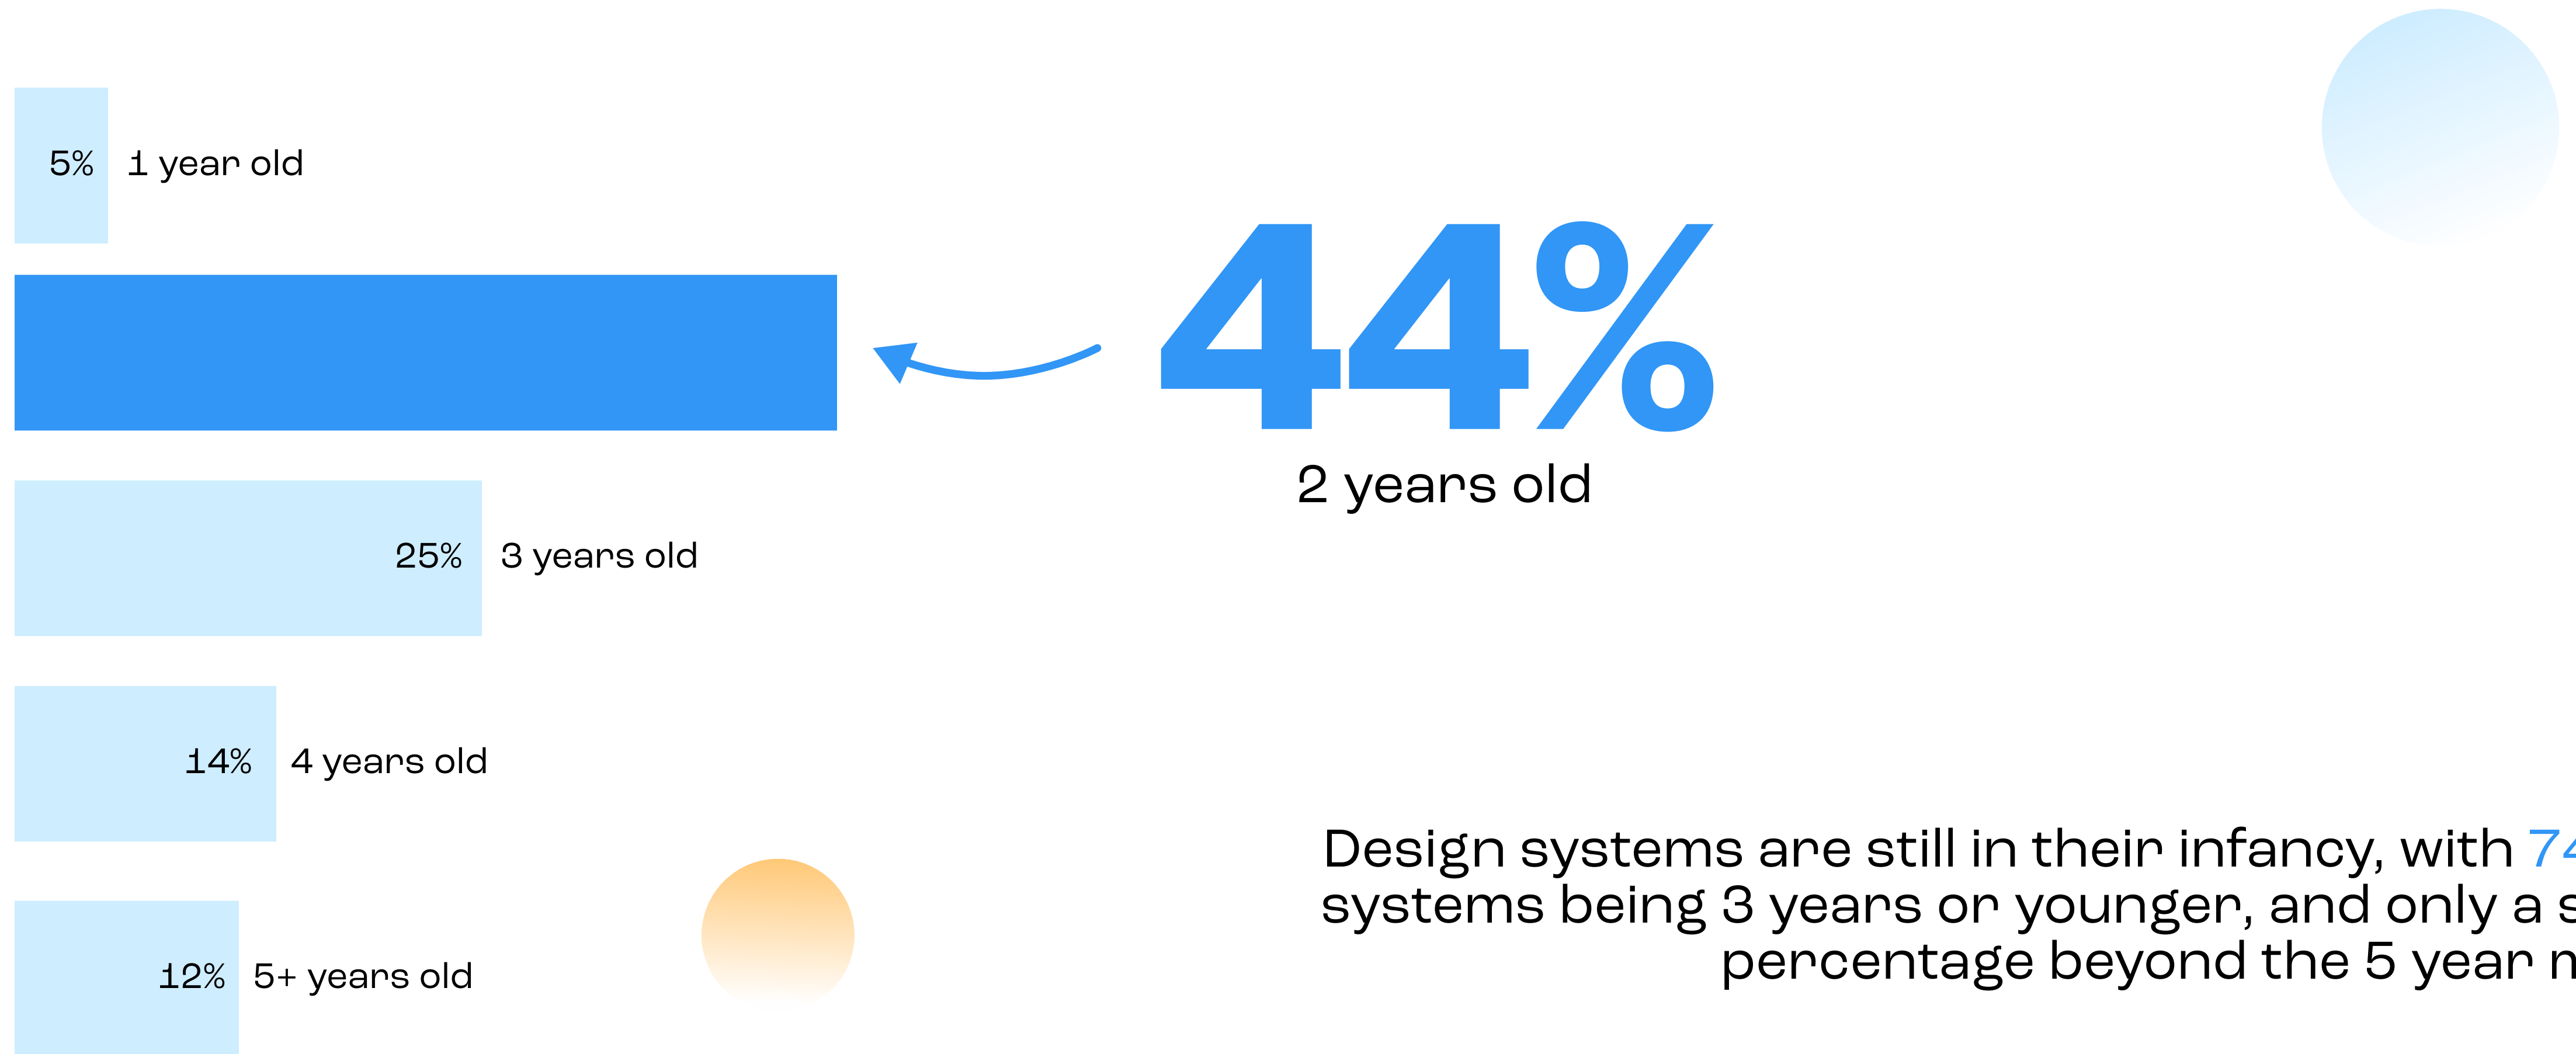 5% 1 year old
44%
2 years old
25% 3 years old
14% 4 years old
Design systems are still in their infancy, with 74
systems being 3 years or younger, and only a s
percentage beyond the 5 year
12% 5+ years old